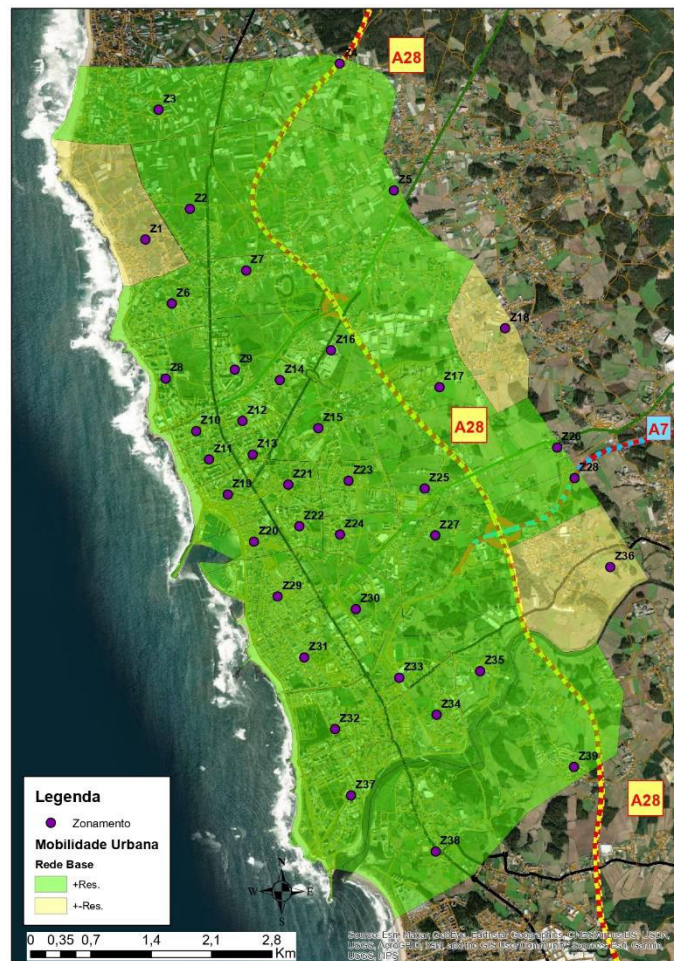 A28
Z3
Z5
Z2
Z1
Z7
Z6
Z18
Z16
Z9
Z14
Z8
Z17
A28
Z12
Z10
Z15
A7
Z26
Z13
Z11
Z28
Z23
Z21
Z25
Z19
Z22
Z24
Z27
Z20
Z36
Z29
Z30
Z31
Z35
Z33
Z34
Z32
Z39
Z37
A28
Z38
Legenda
Zonamento
Mobilidade Urbana
Rede Base
+Res.
+-Res.
N
W E
S
0 0,35 0,7 1,4 2,1 2,8
Km